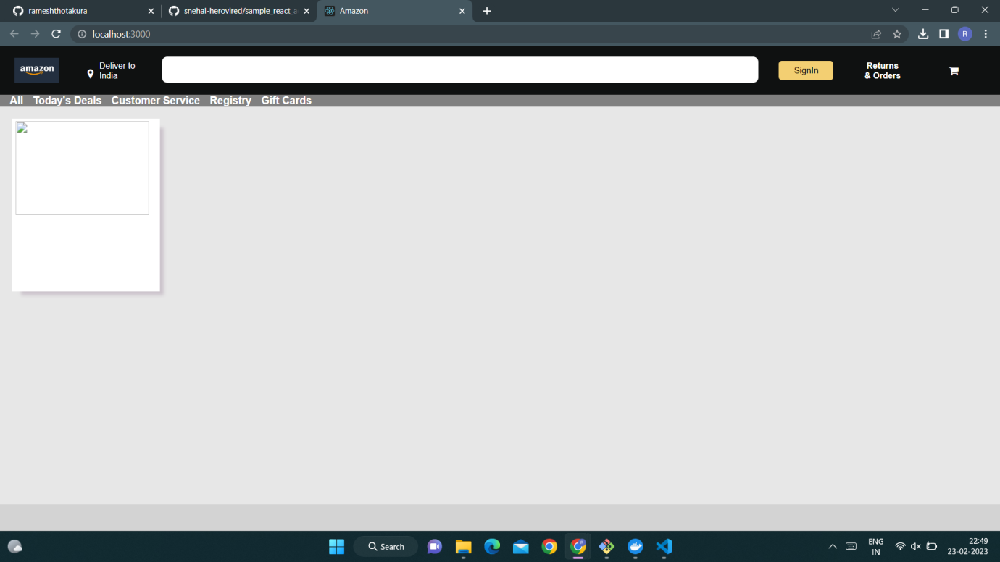 rameshthotakura
snehal-herovired/sample_react_a
Amazon
localhost:3000
R
amazon
Deliver to
India
SignIn
Returns
& Orders
All Today's Deals Customer Service Registry Gift Cards
Search
R
ENG
IN
22:49
23-02-2023